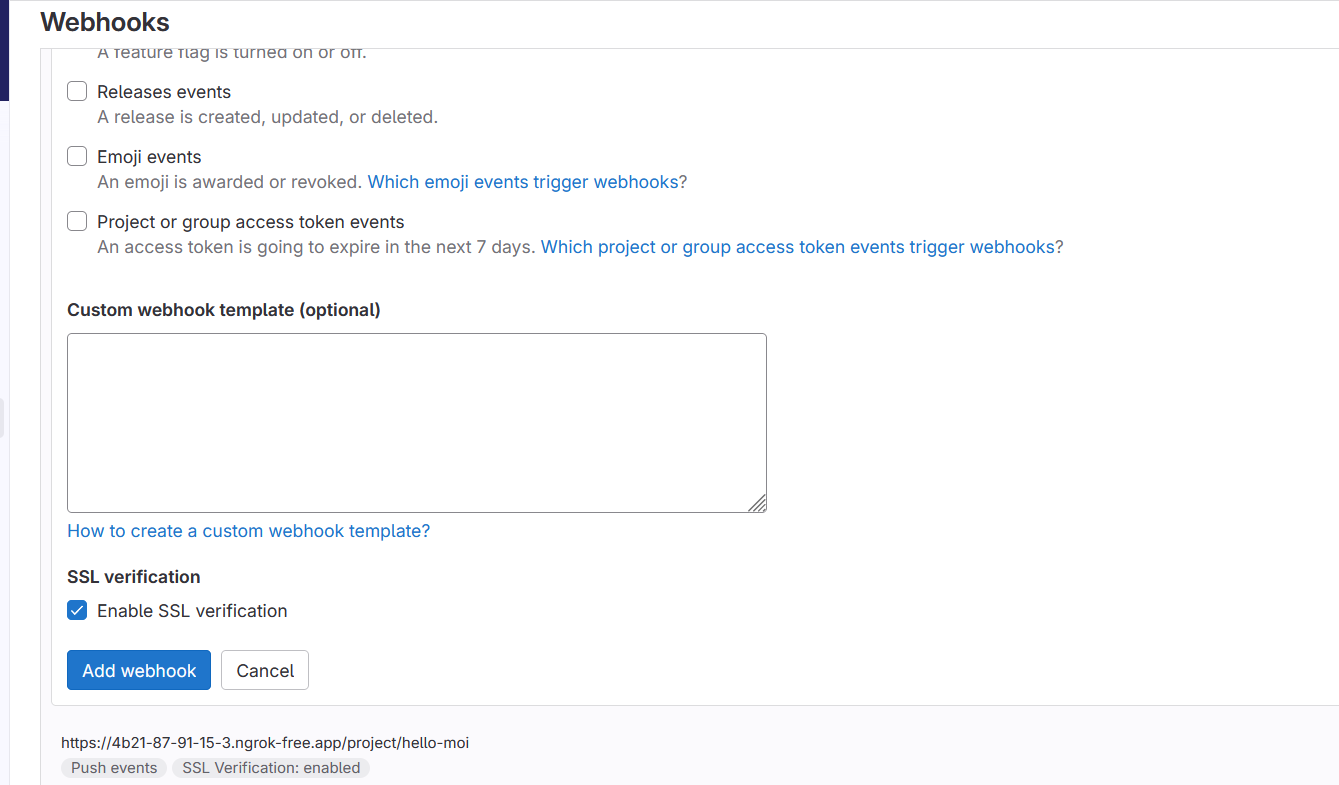 Webhooks
A feature flag is turned on or off.
Releases events
A release is created, updated, or deleted.
Emoji events
An emoji is awarded or revoked. Which emoji events trigger webhooks?
Project or group access token events
An access token is going to expire in the next 7 days. Which project or group access token events trigger webhooks?
Custom webhook template (optional)
How to create a custom webhook template?
SSL verification
Enable SSL verification
Add webhook Cancel
https://4b21-87-91-15-3.ngrok-free.app/project/hello-moi
Push events SSL Verification: enabled